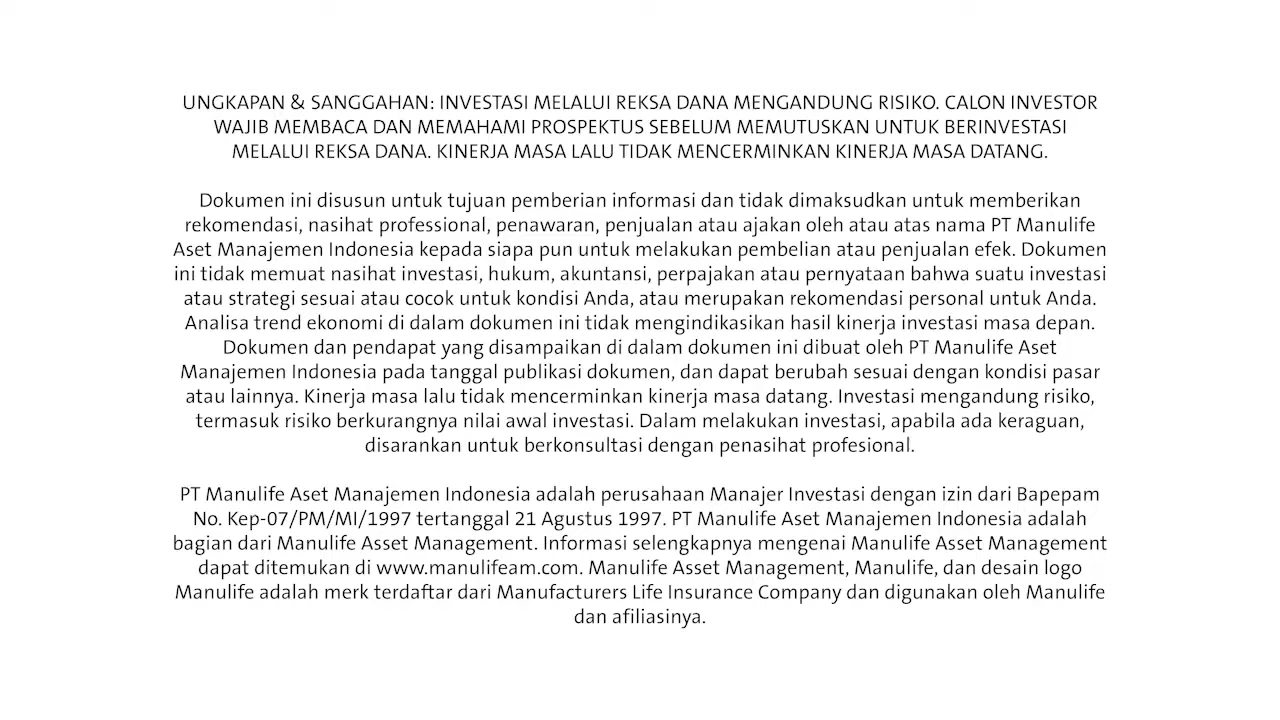 UNGKAPAN & SANGGAHAN: INVESTASI MELALUI REKSA DANA MENGANDUNG RISIKO. CALON INVESTOR
WAJIB MEMBACA DAN MEMAHAMI PROSPEKTUS SEBELUM MEMUTUSKAN UNTUK BERINVESTASI
MELALUI REKSA DANA. KINERJA MASA LALU TIDAK MENCERMINKAN KINERJA MASA DATANG.
Dokumen ini disusun untuk tujuan pemberian informasi dan tidak dimaksudkan untuk memberikan
rekomendasi, nasihat professional, penawaran, penjualan atau ajakan oleh atau atas nama PT Manulife
Aset Manajemen Indonesia kepada siapa pun untuk melakukan pembelian atau penjualan efek. Dokumen
ini tidak memuat nasihat investasi, hukum, akuntansi, perpajakan atau pernyataan bahwa suatu investasi
atau strategi sesuai atau cocok untuk kondisi Anda, atau merupakan rekomendasi personal untuk Anda.
Analisa trend ekonomi di dalam dokumen ini tidak mengindikasikan hasil kinerja investasi masa depan.
Dokumen dan pendapat yang disampaikan di dalam dokumen ini dibuat oleh PT Manulife Aset
Manajemen Indonesia pada tanggal publikasi dokumen, dan dapat berubah sesuai dengan kondisi pasar
atau lainnya. Kinerja masa lalu tidak mencerminkan kinerja masa datang. Investasi mengandung risiko,
termasuk risiko berkurangnya nilai awal investasi. Dalam melakukan investasi, apabila ada keraguan,
disarankan untuk berkonsultasi dengan penasihat profesional.
PT Manulife Aset Manajemen Indonesia adalah perusahaan Manajer Investasi dengan izin dari Bapepam
No. Kep-07/PM/MI/1997 tertanggal 21 Agustus 1997. PT Manulife Aset Manajemen Indonesia adalah
bagian dari Manulife Asset Management. Informasi selengkapnya mengenai Manulife Asset Management
dapat ditemukan di www.manulifeam.com. Manulife Asset Management, Manulife, dan desain logo
Manulife adalah merk terdaftar dari Manufacturers Life Insurance Company dan digunakan oleh Manulife
dan afiliasinya.